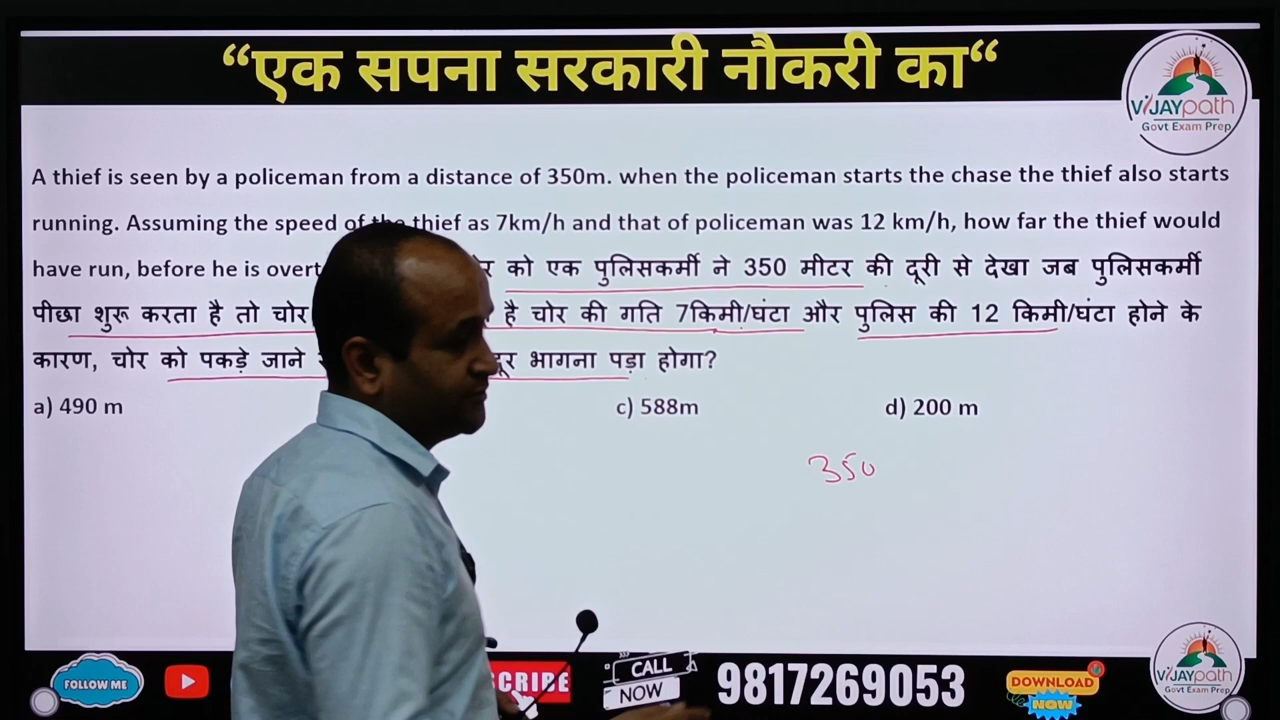 “एक सपना सरकारी नौकरी का“
VIJAYpath
Govt Exam Prep
A thief is seen by a policeman from a distance of 350m. when the policeman starts the chase the thief also starts
running. Assuming the speed of the thief as 7km/h and that of policeman was 12 km/h, how far the thief would
have run, before he is को एक पुलिसकर्मी ने 350 मीटर की दूरी से देखा जब पुलिसकर्मी
पीछा शुरू करता है तो चोर है चोर की गति 7किमी/घंटा और पुलिस की 12 किमी/घंटा होने के
कारण, चोर को पकड़े जाने भागना पड़ा होगा?
a) 490 m c) 588m d) 200 m
350
FOLLOW ME
CALL
NOW
9817269053
DOWNLOAD
NOW
VIJAYpath
Govt Exam Prep